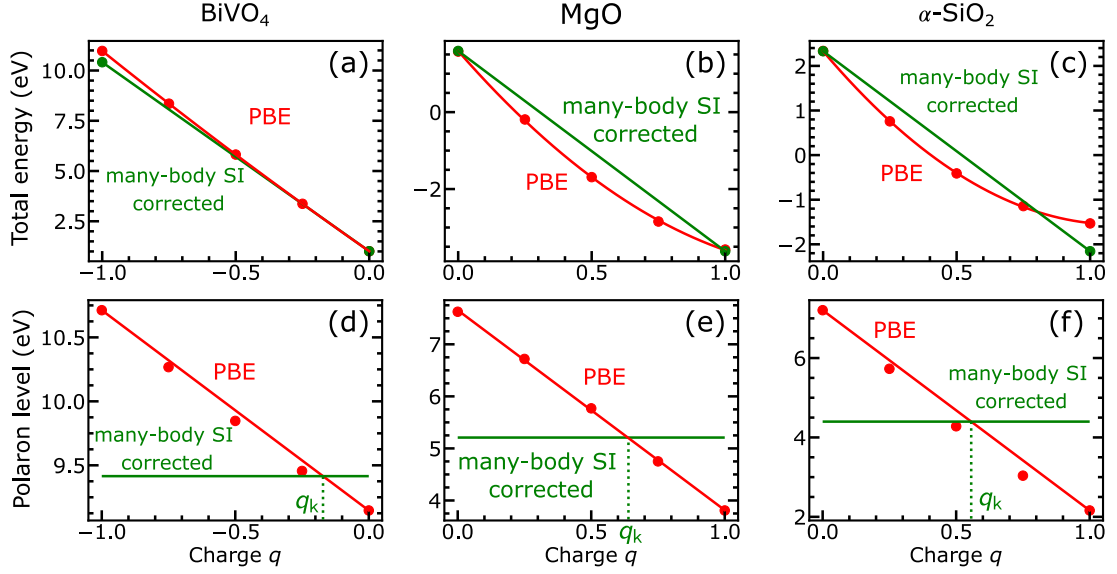 BiVO₄
MgO
α-SiO₂
Total energy (eV)
10.0
7.5
5.0
2.5
−1.0
−0.5
0.0
(a)
PBE
many-body SI
corrected
0
−2
0.0
0.5
1.0
(b)
many-body SI
corrected
PBE
2
1
0
−1
−2
0.0
0.5
1.0
(c)
many-body SI
corrected
PBE
Polaron level (eV)
10.5
10.0
9.5
−1.0
−0.5
0.0
Charge q
(d)
PBE
many-body SI
corrected
qk
7
6
5
4
0.0
0.5
1.0
Charge q
(e)
PBE
many-body SI
corrected
qk
6
4
2
0.0
0.5
1.0
Charge q
(f)
PBE
many-body SI
corrected
qk